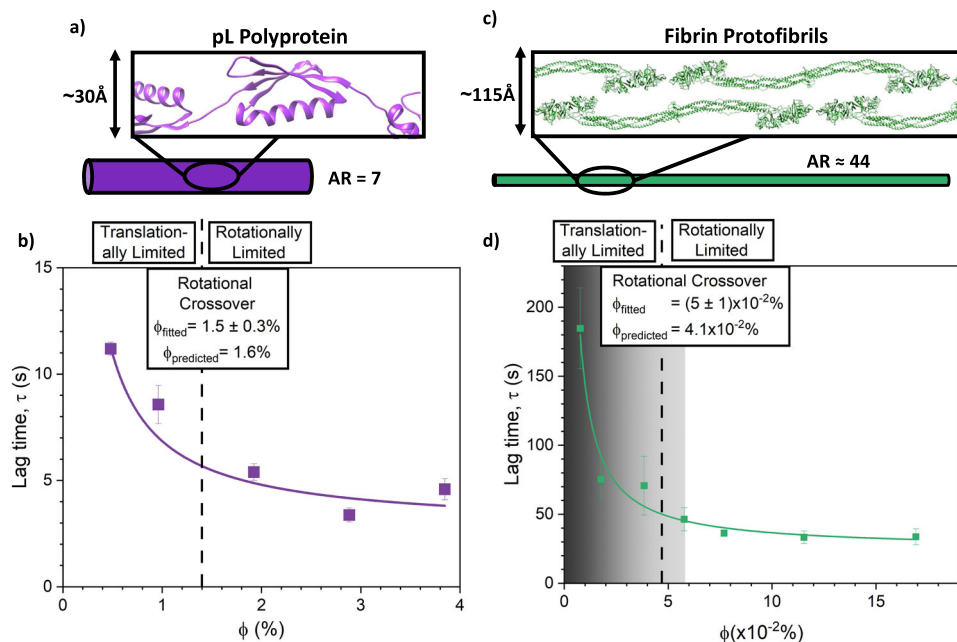 a)
pL Polyprotein
~30Å
AR = 7
c)
Fibrin Protofibrils
~115Å
AR ≈ 44
b)
Translation-
ally Limited
Rotationally
Limited
Rotational
Crossover
ϕfitted = 1.5 ± 0.3%
ϕpredicted = 1.6%
15
10
5
0
Lag time, τ (s)
0 1 2 3 4
ϕ (%)
d)
Translation-
ally Limited
Rotationally
Limited
Rotational Crossover
ϕfitted = (5 ± 1)x10-2%
ϕpredicted = 4.1x10-2%
200
150
100
50
0
Lag time, τ (s)
0 5 10 15
ϕ(x10-2%)